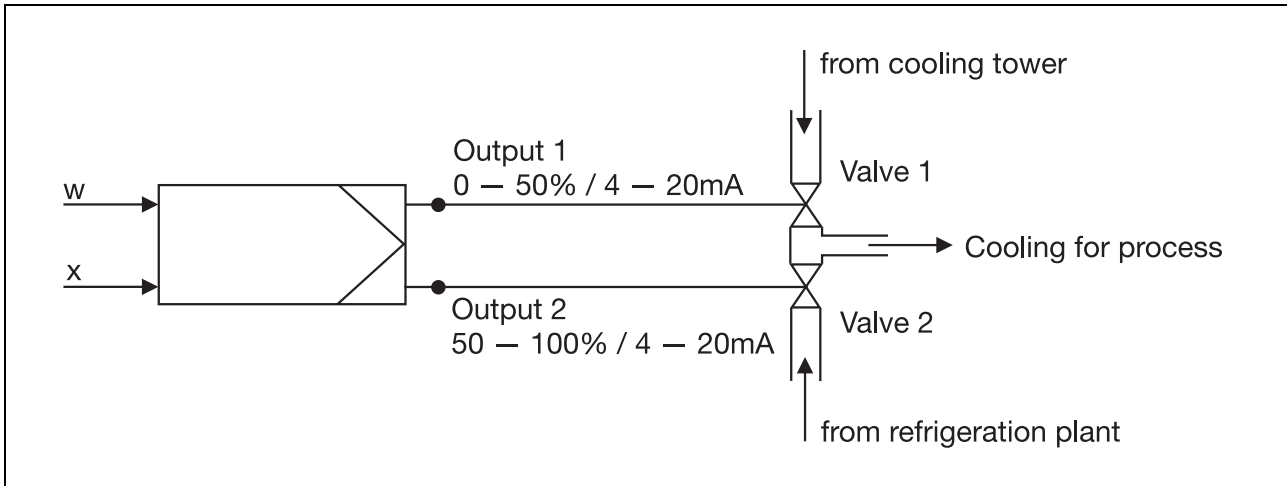 from cooling tower
Output 1
0 – 50% / 4 – 20mA
Valve 1
w
Cooling for process
x
Output 2
50 – 100% / 4 – 20mA
Valve 2
from refrigeration plant